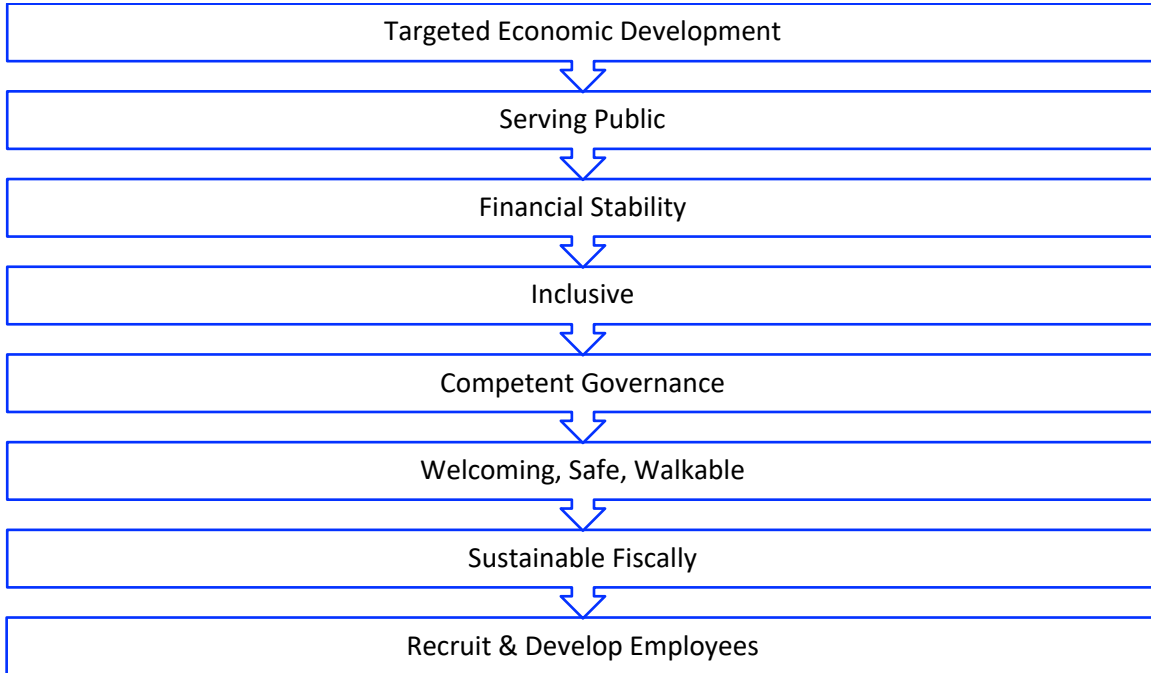 Targeted Economic Development
Serving Public
Financial Stability
Inclusive
Competent Governance
Welcoming, Safe, Walkable
Sustainable Fiscally
Recruit & Develop Employees